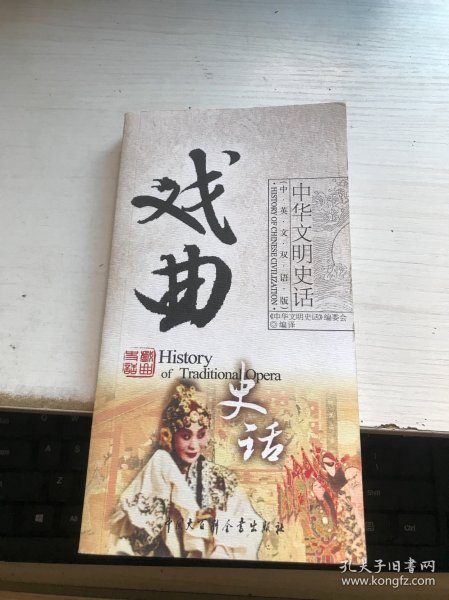 戏曲
史话
History
of Traditional Opera
中华文明史话
（中·英·文·双·语·版）
·HISTORY OF CHINESE CIVILIZATION·
《中华文明史话》编委会
◎编译
中国大百科全书出版社
孔夫子旧书网
www.kongfz.com